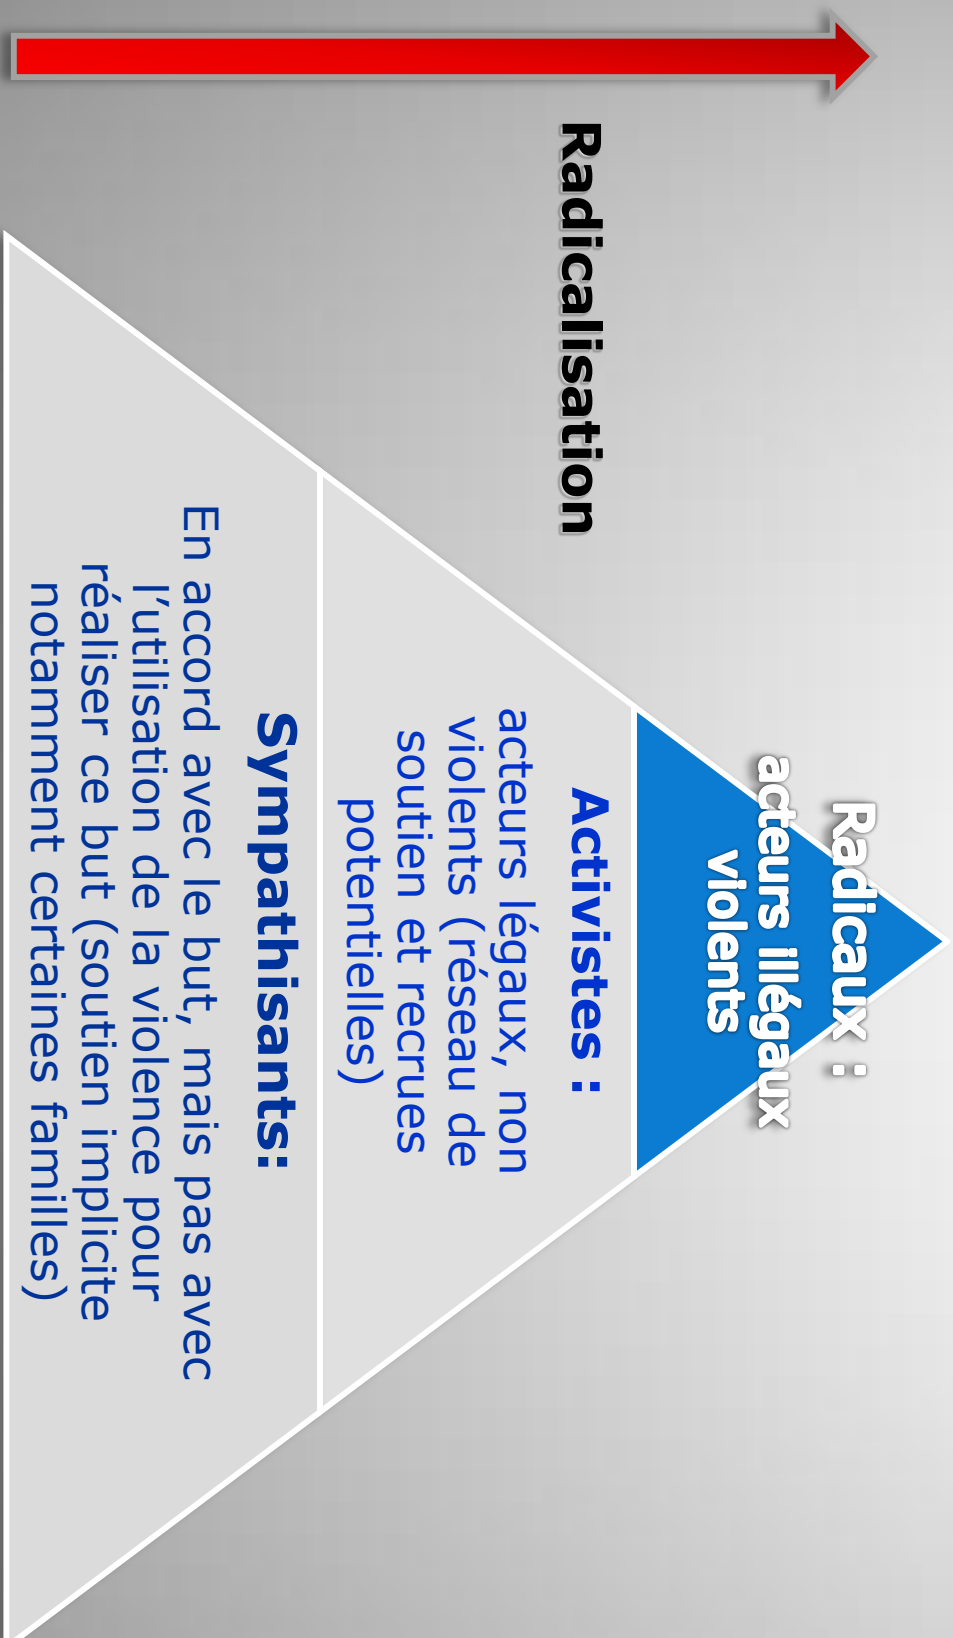 Radicalisation
Radicaux :
acteurs illégaux
violents
Activistes :
acteurs légaux, non
violents (réseau de
soutien et recrues
potentielles)
Sympathisants:
En accord avec le but, mais pas avec
l’utilisation de la violence pour
réaliser ce but (soutien implicite
notamment certaines familles)